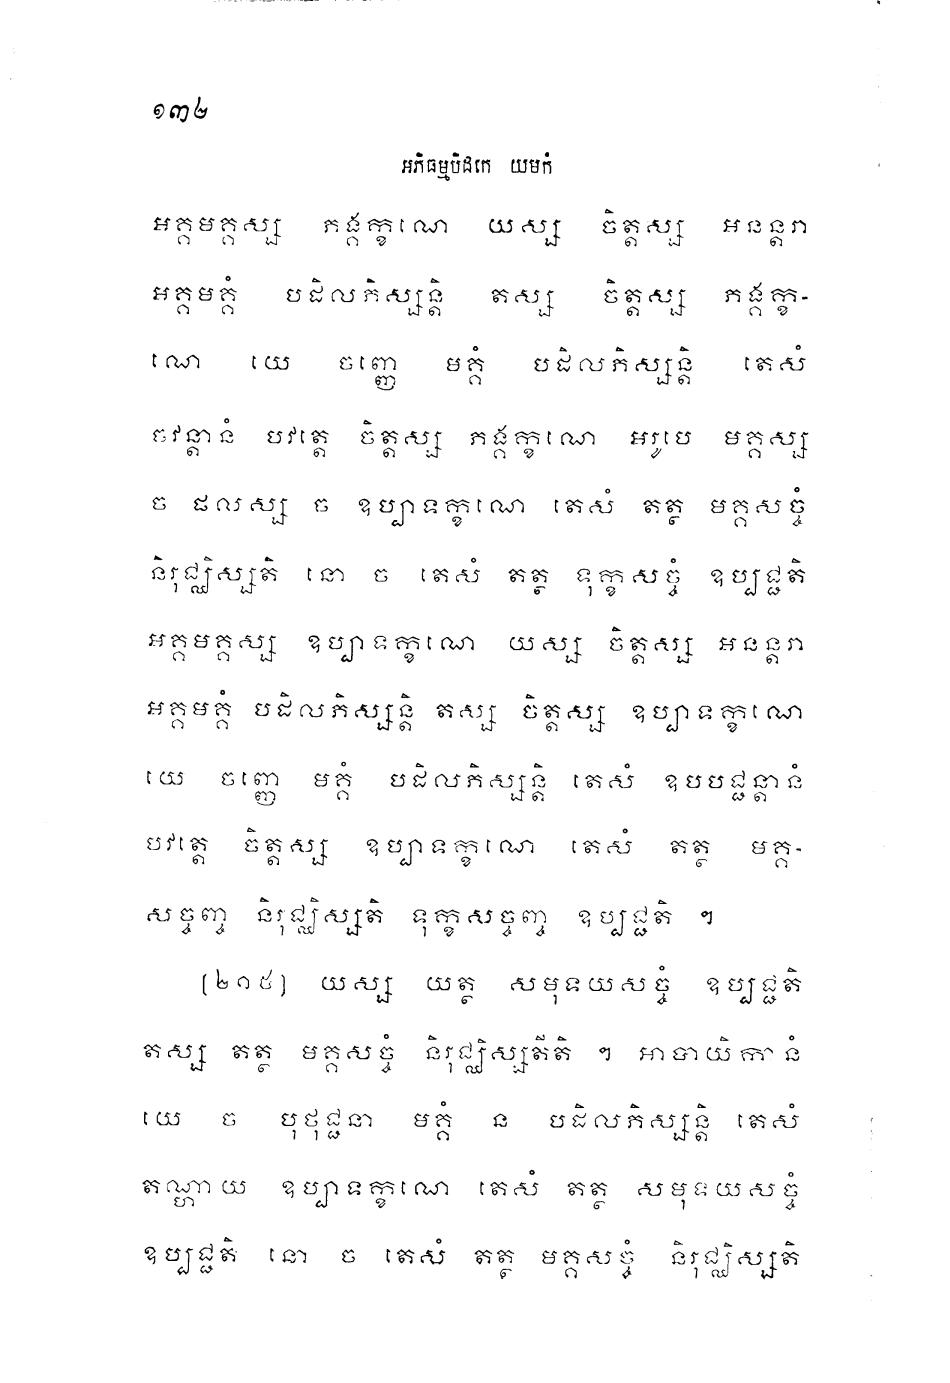 ១៣២
អភិធម្មបិដកេ យមកំ
អគ្គមគ្គស្ស ភង្គក្ខណេ យស្ស ចិត្តស្ស អនន្តរា
អគ្គមគ្គំ បដិលភិស្សន្តិ តស្ស ចិត្តស្ស ភង្គក្ខ-
ណេ យេ ចញ្ញេ មគ្គំ បដិលភិស្សន្តិ តេសំ
ចវន្តានំ បវត្តេ ចិត្តស្ស ភង្គក្ខណេ អរូបេ មគ្គស្ស
ច ផលស្ស ច ឧប្បាទក្ខណេ តេសំ តត្ថ មគ្គសច្ចំ
និរុជ្ឈិស្សតិ នោ ច តេសំ តត្ថ ទុក្ខសច្ចំ ឧប្បជ្ជតិ
អគ្គមគ្គស្ស ឧប្បាទក្ខណេ យស្ស ចិត្តស្ស អនន្តរា
អគ្គមគ្គំ បដិលភិស្សន្តិ តស្ស ចិត្តស្ស ឧប្បាទក្ខណេ
យេ ចញ្ញេ មគ្គំ បដិលភិស្សន្តិ តេសំ ឧបបជ្ជន្តានំ
បវត្តេ ចិត្តស្ស ឧប្បាទក្ខណេ តេសំ តត្ថ មគ្គ-
សច្ចញ្ច និរុជ្ឈិស្សតិ ទុក្ខសច្ចញ្ច ឧប្បជ្ជតិ ។
[២១៥] យស្ស យត្ថ សមុទយសច្ចំ ឧប្បជ្ជតិ
តស្ស តត្ថ មគ្គសច្ចំ និរុជ្ឈិស្សតីតិ ។ អាបាយិកានំ
យេ ច បុថុជ្ជនា មគ្គំ ន បដិលភិស្សន្តិ តេសំ
តណ្ហាយ ឧប្បាទក្ខណេ តេសំ តត្ថ សមុទយសច្ចំ
ឧប្បជ្ជតិ នោ ច តេសំ តត្ថ មគ្គសច្ចំ និរុជ្ឈិស្សតិ